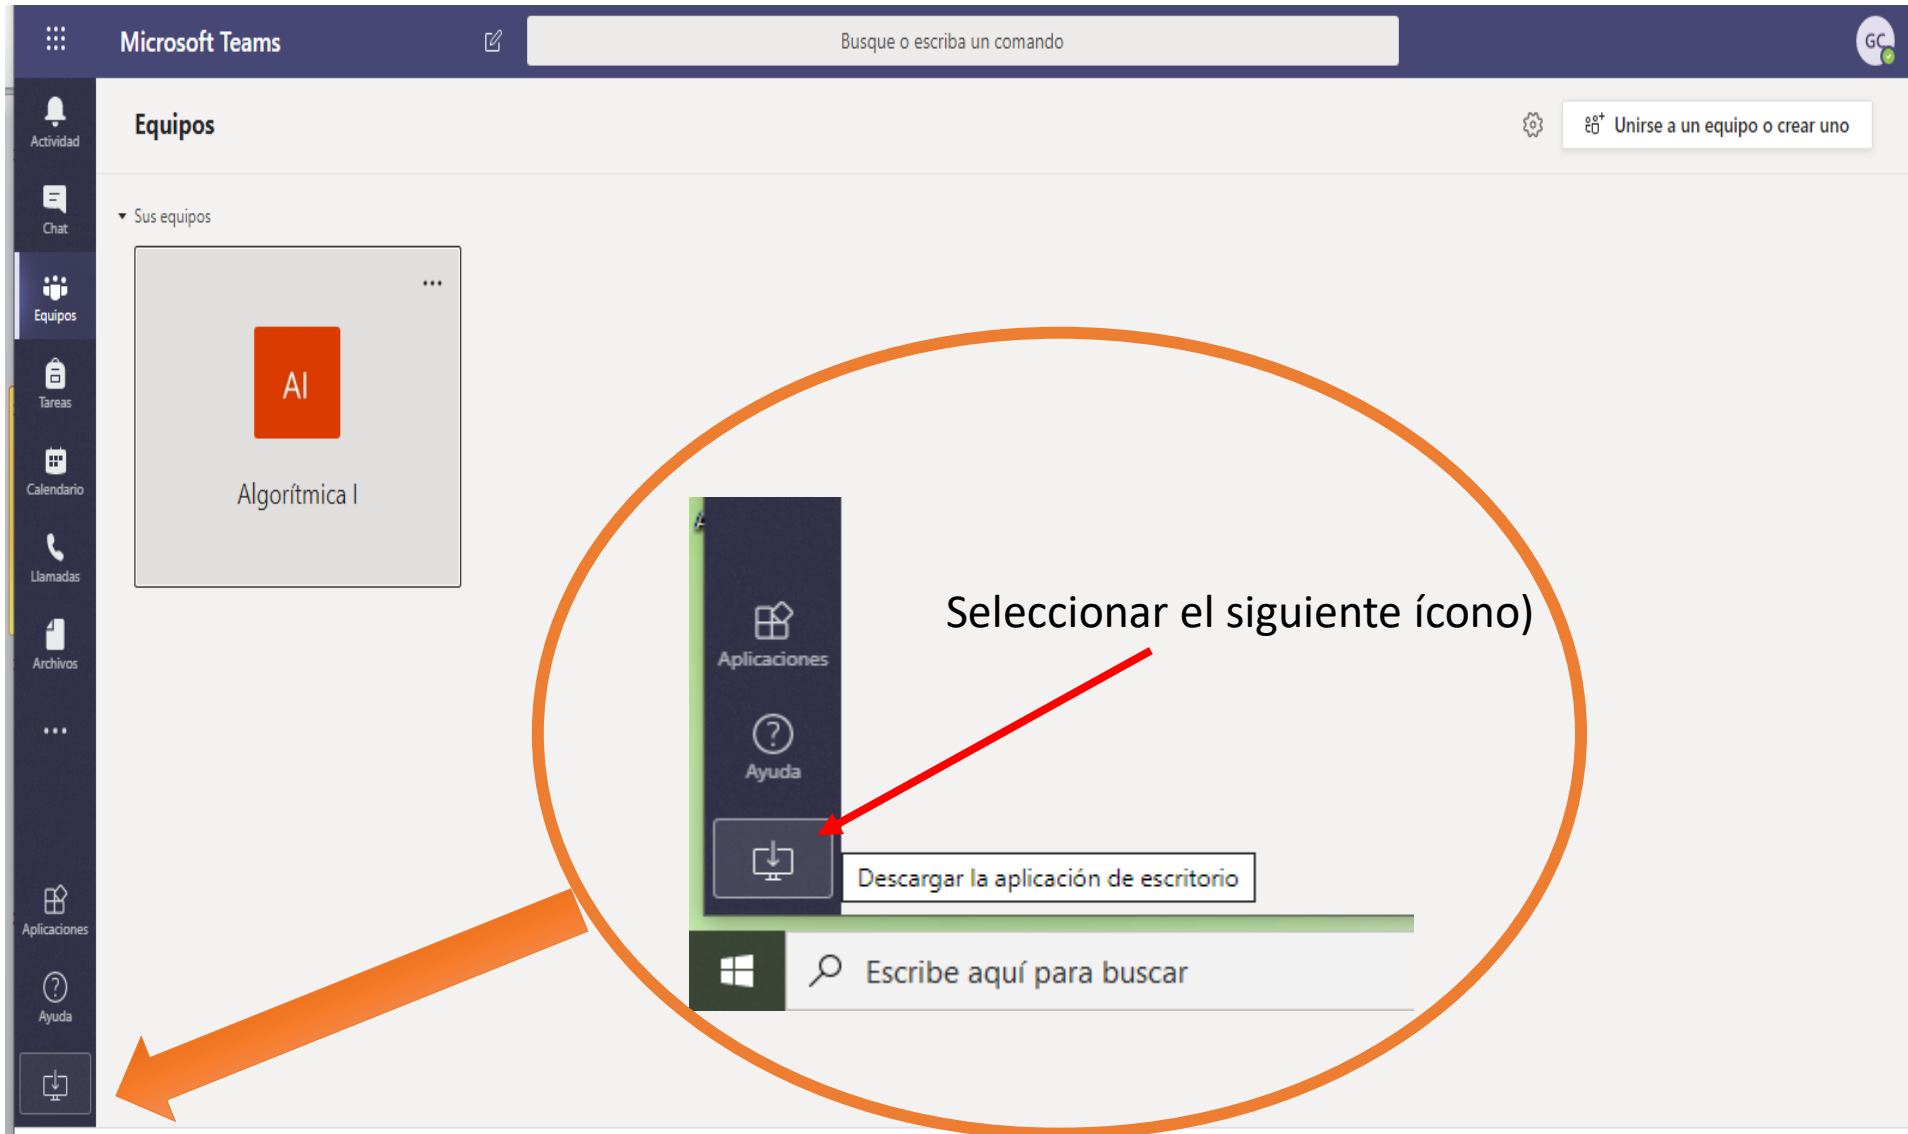 Microsoft Teams
Busque o escriba un comando
GC
Actividad
Equipos
Unirse a un equipo o crear uno
Chat
Sus equipos
Equipos
Tareas
AI
Calendario
Algorítmica I
Llamadas
Archivos
Seleccionar el siguiente ícono)
Aplicaciones
Ayuda
Descargar la aplicación de escritorio
Escribe aquí para buscar
Aplicaciones
Ayuda